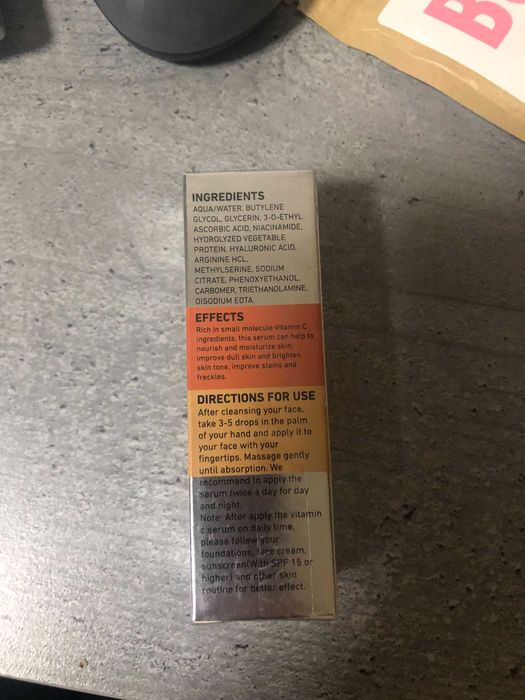 BO
INGREDIENTS
AQUA/WATER, BUTYLENE
GLYCOL, GLYCERIN, 3-O-ETHYL
ASCORBIC ACID, NIACINAMIDE,
HYDROLYZED VEGETABLE
PROTEIN, HYALURONIC ACID,
ARGININE HCL,
METHYLSERINE, SODIUM
CITRATE, PHENOXYETHANOL,
CARBOMER, TRIETHANOLAMINE,
DISODIUM EDTA.
EFFECTS
Rich in small molecule Vitamin C
ingredients, this serum can help to
nourish and moisturize skin,
improve dull skin and brighten
skin tone, improve stains and
freckles.
DIRECTIONS FOR USE
After cleansing your face,
take 3-5 drops in the palm
of your hand and apply it to
your face with your
fingertips. Massage gently
until absorption. We
recommend to apply the
serum twice a day for day
and night.
Note: After apply the vitamin
c serum on daily time,
please follow your
foundations, face cream,
sunscreen(With SPF 15 or
higher) and other skin
routine for better effect.